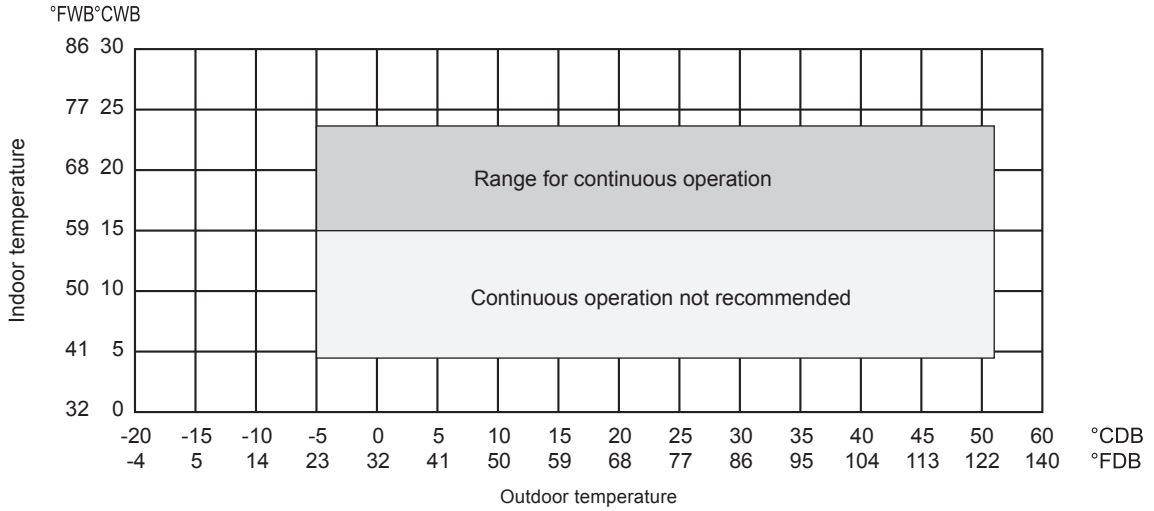 °FWB°CWB
86 30
77 25
68 20
59 15
50 10
41 5
32 0
Indoor temperature
Range for continuous operation
Continuous operation not recommended
-20 -15 -10 -5 0 5 10 15 20 25 30 35 40 45 50 60 °CDB
-4 5 14 23 32 41 50 59 68 77 86 95 104 113 122 140 °FDB
Outdoor temperature